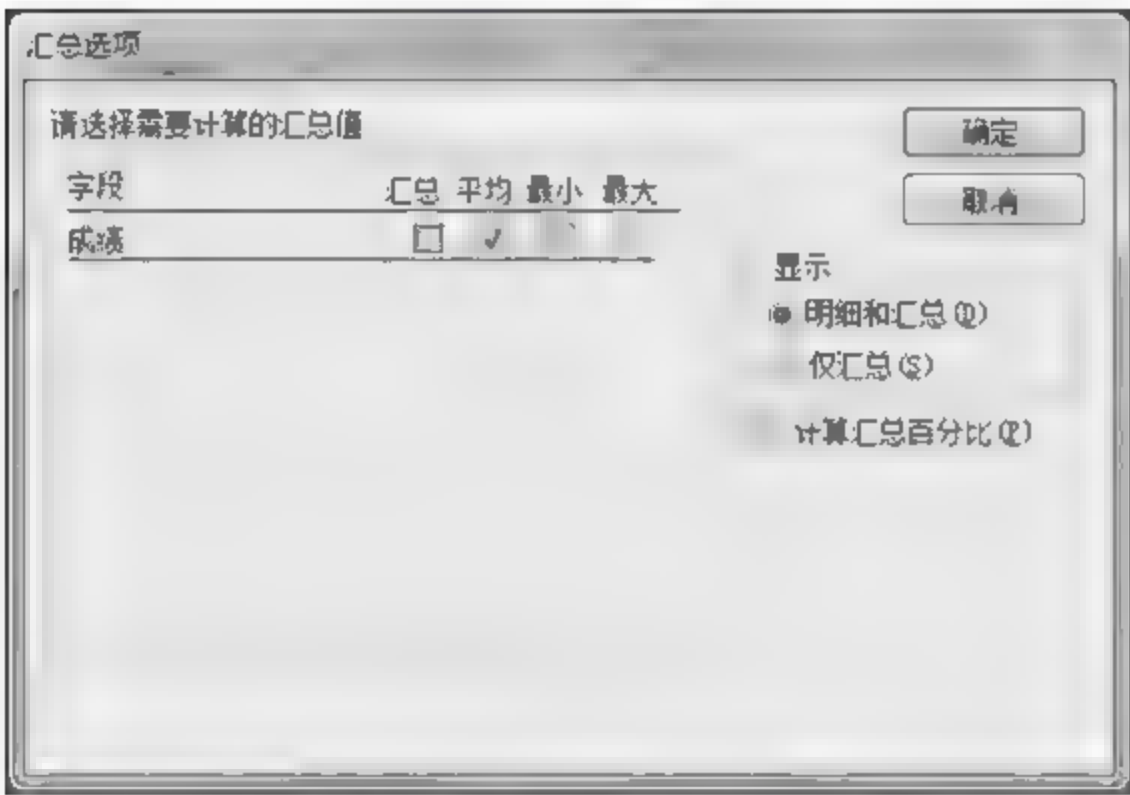 汇总选项
请选择需要计算的汇总值
确定
字段 汇总 平均 最小 最大
取消
成绩
显示
明细和汇总(D)
仅汇总(S)
计算汇总百分比(P)